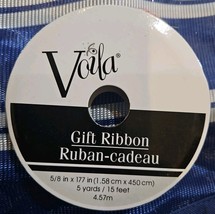 Voila®
Gift Ribbon
Ruban-cadeau
5/8 in x 177 in (1.58 cm x 450 cm)
5 yards / 15 feet
4.57m